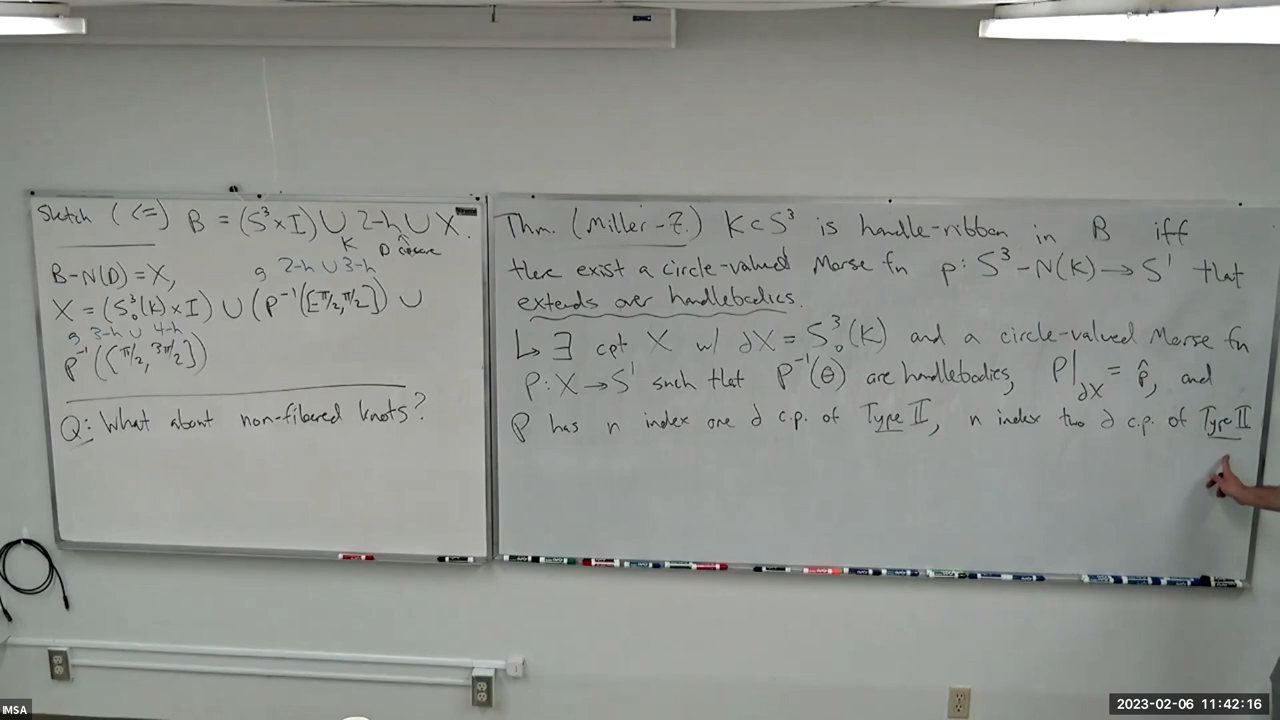 Sketch (<=) B = (S³×I) ∪ 2-h ∪ X.
K
D
B-N(D) = X,
g 2-h ∪ 3-h
X = (S³₀(K)×I) ∪ (P⁻¹([-π/2, π/2]) ∪
g 3-h ∪ 4-h
P⁻¹([π/2, 3π/2])
Q: What about non-fibered knots?
Thm. (Miller-Z.) K⊂S³ is handle-ribbon in B iff
there exist a circle-valued Morse fn p: S³-N(K) → S¹ that
extends over handlebodies.
↳ ∃ cpt X w/ ∂X = S³₀(K) and a circle-valued Morse fn
P: X → S¹ such that P⁻¹(θ) are handlebodies, P|∂X = p̂, and
P has n index one ∂ c.p. of Type II, n index two ∂ c.p. of Type II
2023-02-06 11:42:16
IMSA